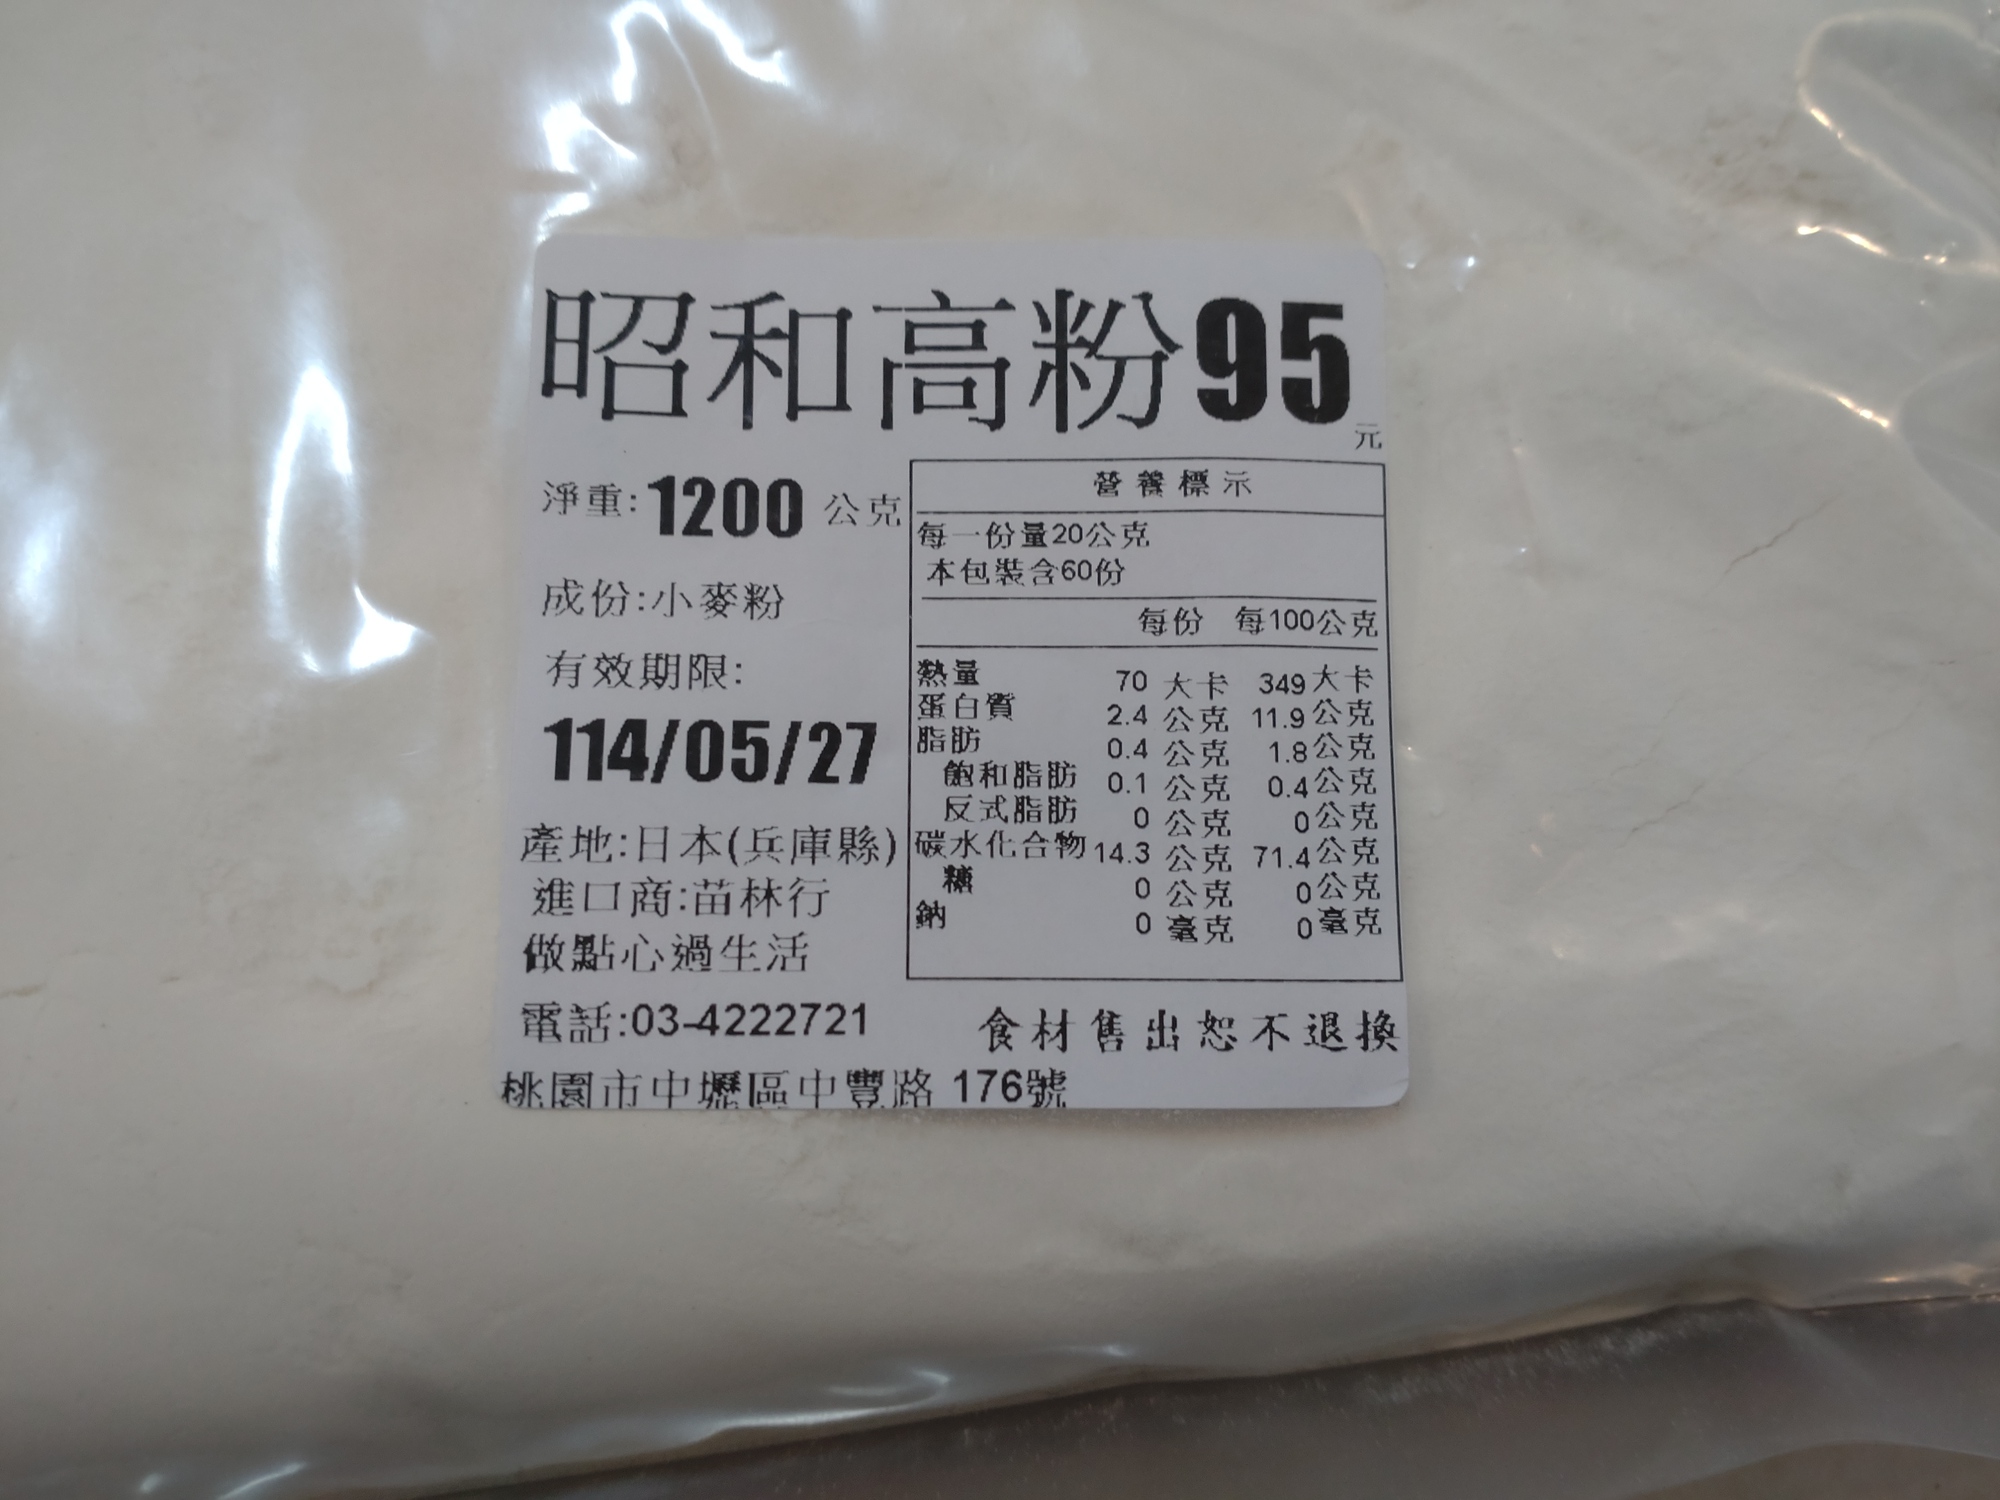 昭和高粉95元
淨重:1200 公克
成份:小麥粉
有效期限:
114/05/27
產地:日本(兵庫縣)
進口商:苗林行
做點心過生活
電話:03-4222721
桃園市中壢區中豐路 176號
營養標示
每一份量20公克
本包裝含60份
每份 每100公克
熱量 70 大卡 349大卡
蛋白質 2.4 公克 11.9公克
脂肪 0.4 公克 1.8公克
飽和脂肪 0.1 公克 0.4公克
反式脂肪 0 公克 0公克
碳水化合物 14.3 公克 71.4公克
糖 0 公克 0公克
鈉 0 毫克 0毫克
食材售出恕不退換